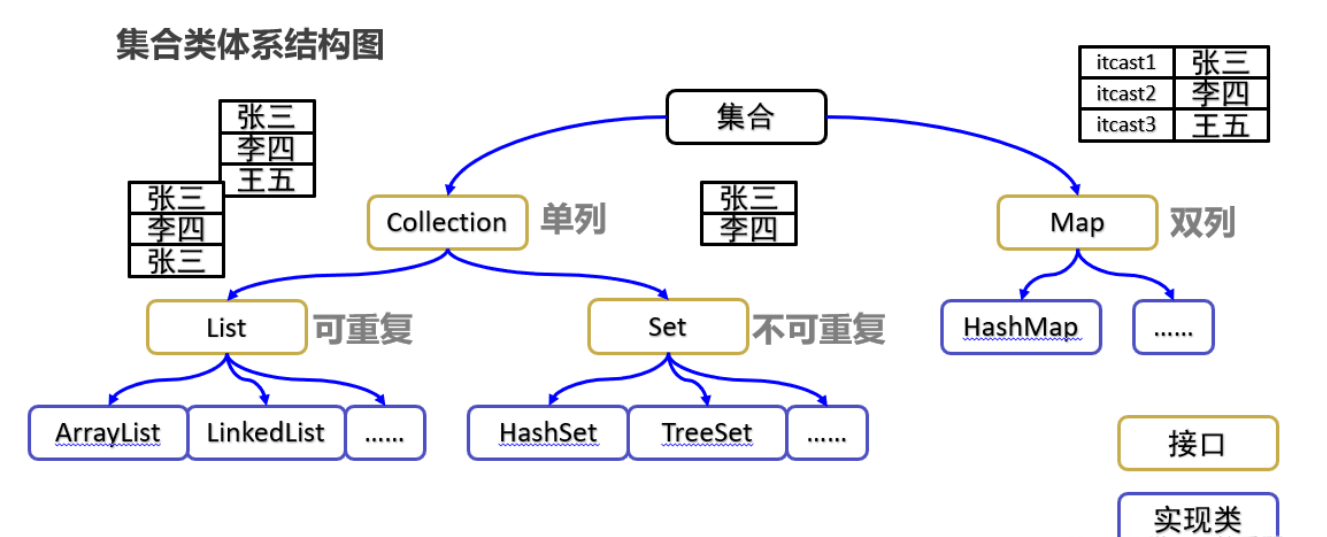 集合类体系结构图
itcast1 张三
itcast2 李四
itcast3 王五
张三
李四
王五
集合
张三
李四
张三
张三
李四
Collection 单列
Map 双列
List 可重复
Set 不可重复
HashMap
……
ArrayList
LinkedList
……
HashSet
TreeSet
……
接口
实现类